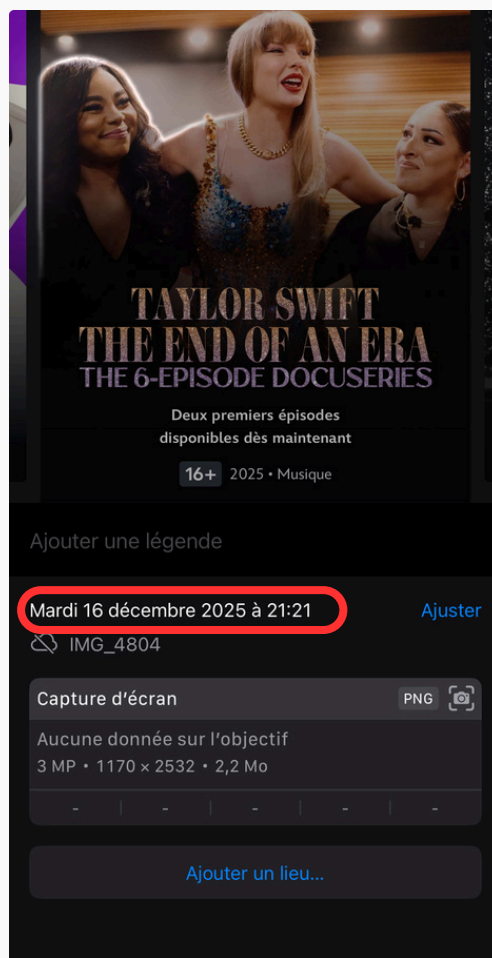 TAYLOR SWIFT
THE END OF AN ERA
THE 6-EPISODE DOCUSERIES
Deux premiers épisodes
disponibles dès maintenant
16+ 2025 • Musique
Ajouter une légende
Mardi 16 décembre 2025 à 21:21 Ajuster
IMG_4804
Capture d'écran PNG
Aucune donnée sur l'objectif
3 MP • 1170 × 2532 • 2,2 Mo
- - - - -
Ajouter un lieu...